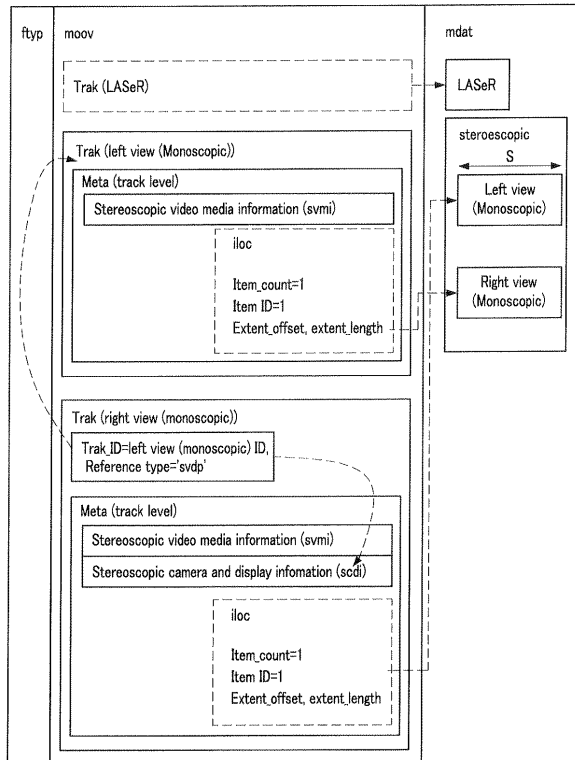 ftyp
moov
mdat
Trak (LASeR)
LASeR
Trak (left view (Monoscopic))
Meta (track level)
Stereoscopic video media information (svmi)
iloc
Item_count=1
Item ID=1
Extent_offset, extent_length
steroescopic
S
Left view
(Monoscopic)
Right view
(Monoscopic)
Trak (right view (monoscopic))
Trak_ID=left view (monoscopic) ID,
Reference type='svdp'
Meta (track level)
Stereoscopic video media information (svmi)
Stereoscopic camera and display infomation (scdi)
iloc
Item_count=1
Item ID=1
Extent_offset, extent_length